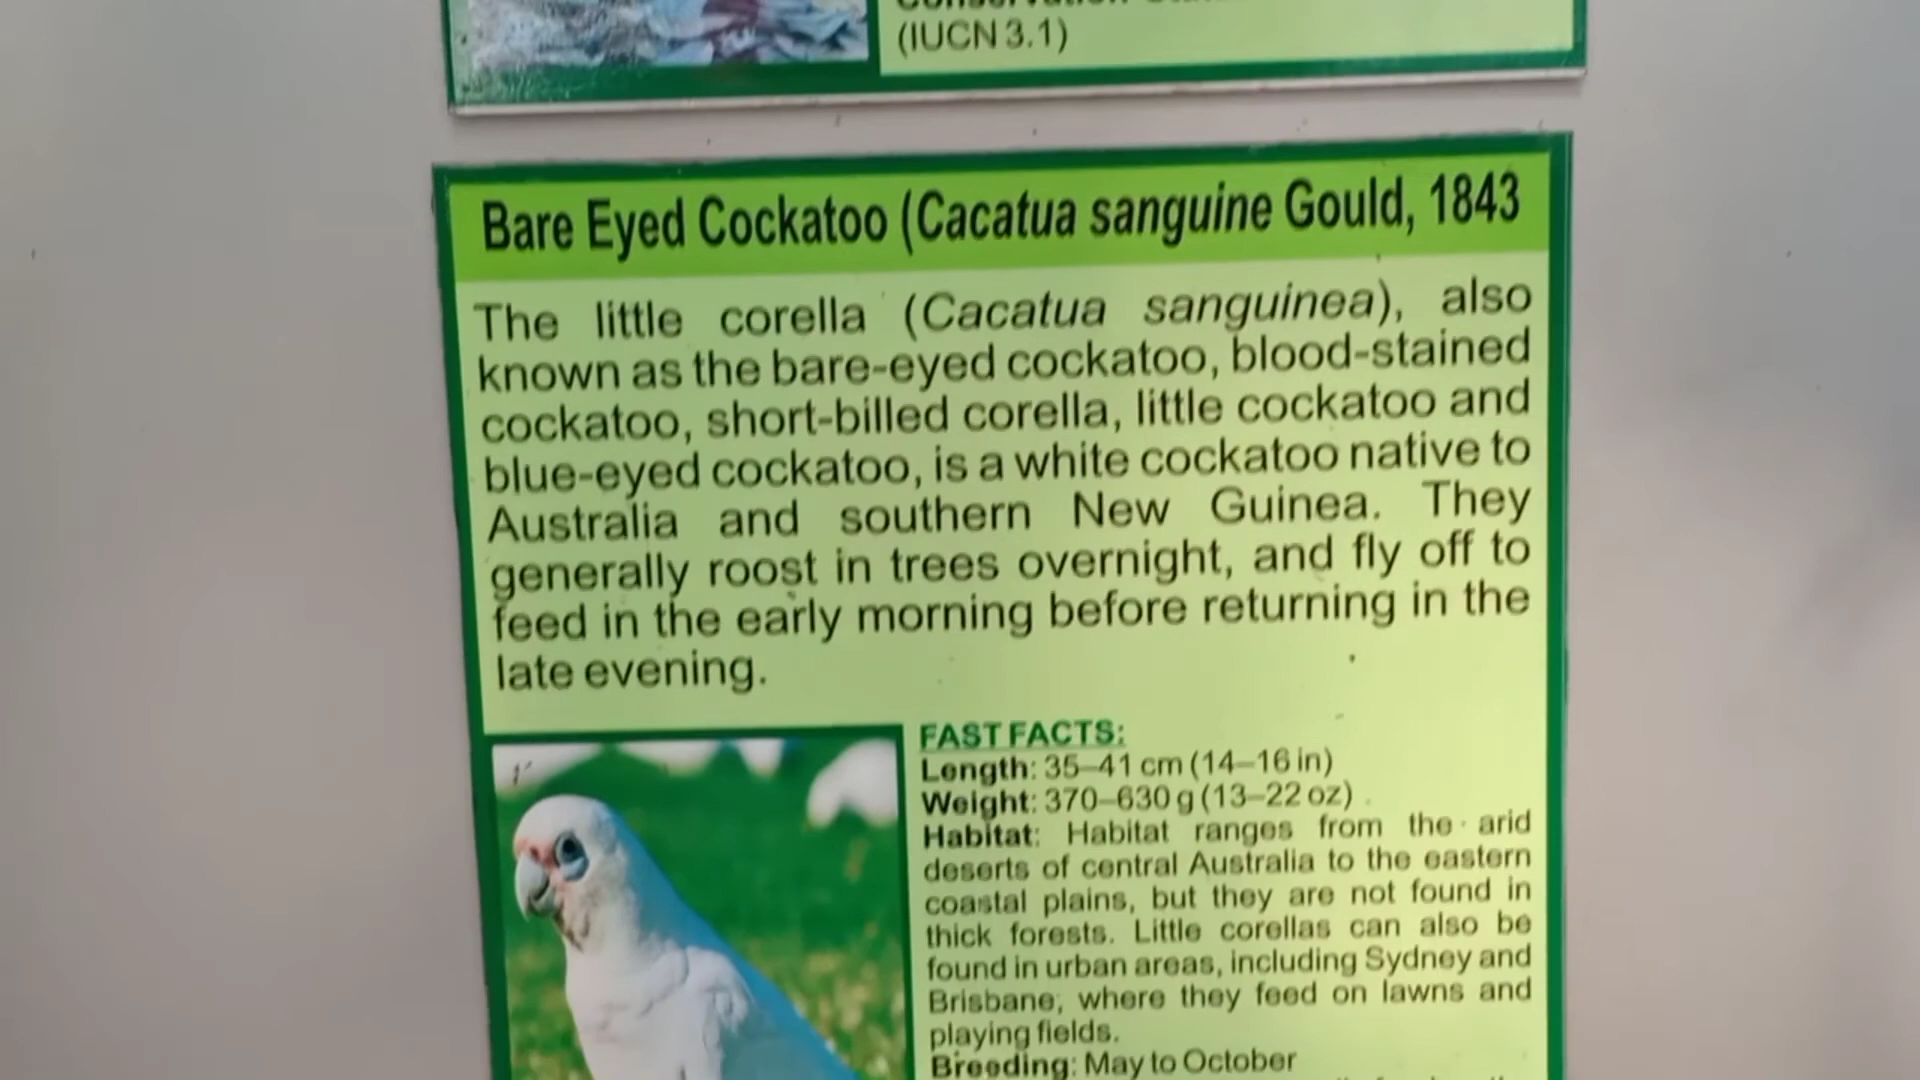 (IUCN 3.1)
Bare Eyed Cockatoo (Cacatua sanguine Gould, 1843
The little corella (Cacatua sanguinea), also
known as the bare-eyed cockatoo, blood-stained
cockatoo, short-billed corella, little cockatoo and
blue-eyed cockatoo, is a white cockatoo native to
Australia and southern New Guinea. They
generally roost in trees overnight, and fly off to
feed in the early morning before returning in the
late evening.
FAST FACTS:
Length: 35–41 cm (14–16 in)
Weight: 370–630 g (13–22 oz)
Habitat: Habitat ranges from the arid
deserts of central Australia to the eastern
coastal plains, but they are not found in
thick forests. Little corellas can also be
found in urban areas, including Sydney and
Brisbane, where they feed on lawns and
playing fields.
Breeding: May to October